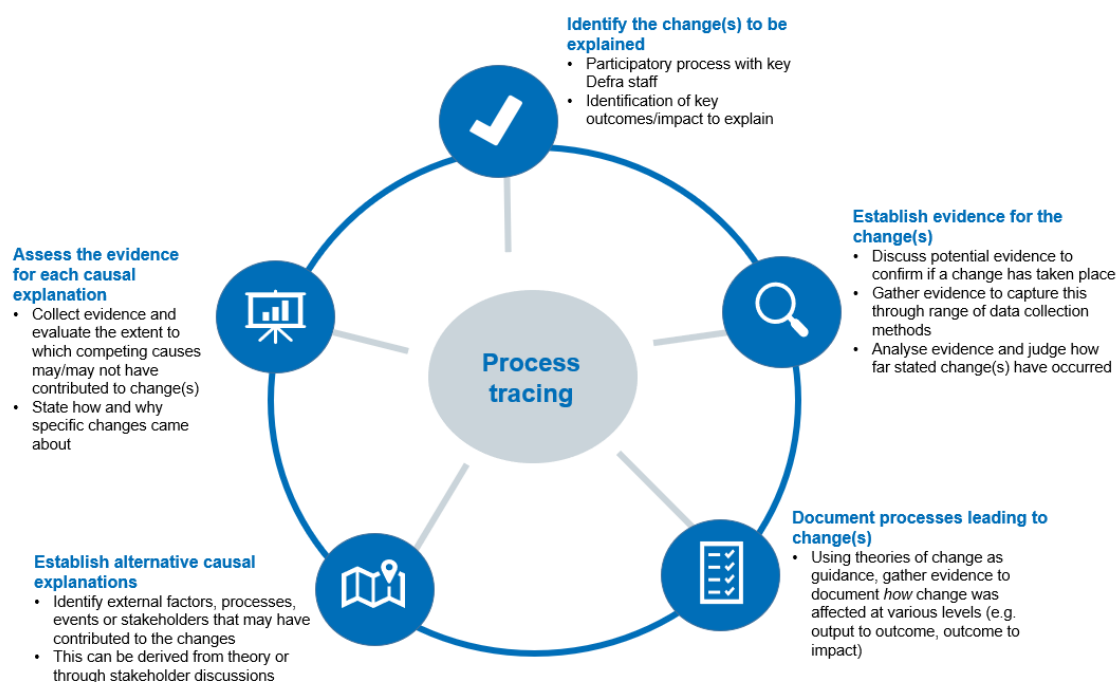 Identify the change(s) to be
explained
• Participatory process with key
Defra staff
• Identification of key
outcomes/impact to explain
Establish evidence for the
change(s)
• Discuss potential evidence to
confirm if a change has taken place
• Gather evidence to capture this
through range of data collection
methods
• Analyse evidence and judge how
far stated change(s) have occurred
Document processes leading to
change(s)
• Using theories of change as
guidance, gather evidence to
document how change was
affected at various levels (e.g.
output to outcome, outcome to
impact)
Establish alternative causal
explanations
• Identify external factors, processes,
events or stakeholders that may have
contributed to the changes
• This can be derived from theory or
through stakeholder discussions
Assess the evidence
for each causal
explanation
• Collect evidence and
evaluate the extent to
which competing causes
may/may not have
contributed to change(s)
• State how and why
specific changes came
about
Process
tracing